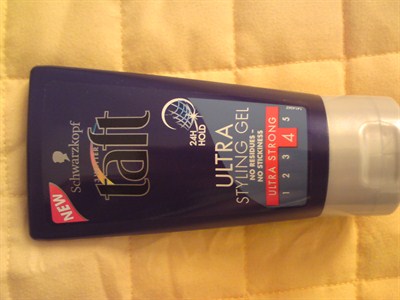 NEW
Schwarzkopf
taft
24H
HOLD
ULTRA
STYLING GEL
NO RESIDUES -
NO STICKINESS
ULTRA STRONG
1 2 3 4 5